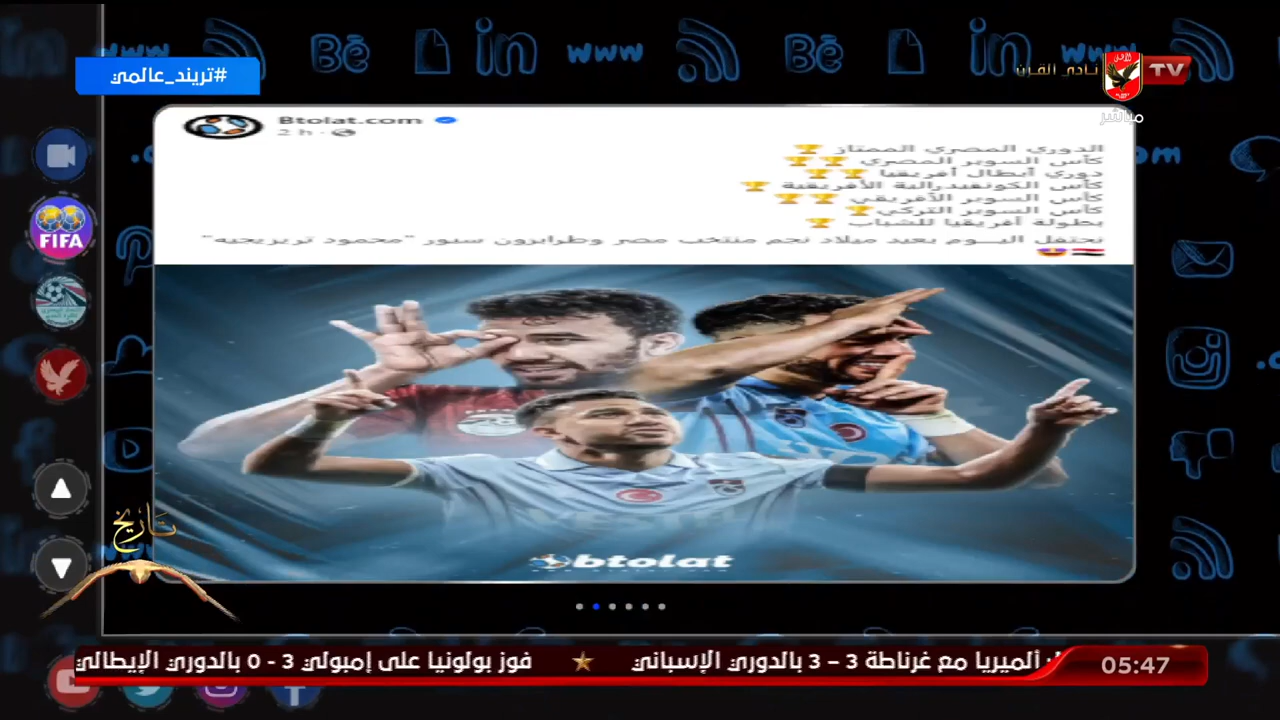 #تريند_عالمي
نادي القرن
TV
مباشر
Btolat.com
2 h
الدوري المصري الممتاز 🏆
كأس السوبر المصري 🏆 🏆
دوري أبطال أفريقيا 🏆 🏆
كأس الكونفيدرالية الأفريقية 🏆
كأس السوبر الأفريقي 🏆 🏆
كأس السوبر التركي 🏆
بطولة أفريقيا للشباب 🏆
نحتفل اليـوم بعيد ميلاد نجم منتخب مصر وطرابزون سبور "محمود تريزيجيه"
🇪🇬😍
FIFA
تاريخ
btolat
ألميريا مع غرناطة 3 – 3 بالدوري الإسباني
فوز بولونيا على إمبولي 3 - 0 بالدوري الإيطالي
05:47